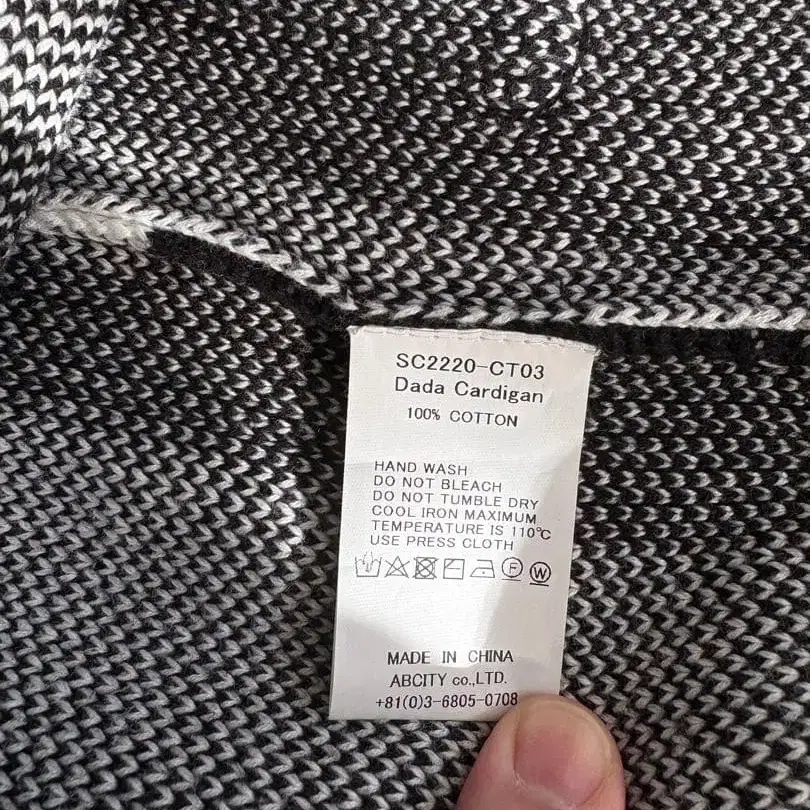 SC2220-CT03
Dada Cardigan
100% COTTON
HAND WASH
DO NOT BLEACH
DO NOT TUMBLE DRY
COOL IRON MAXIMUM
TEMPERATURE IS 110℃
USE PRESS CLOTH
F W
MADE IN CHINA
ABCITY co.,LTD.
+81(0)3-6805-0708